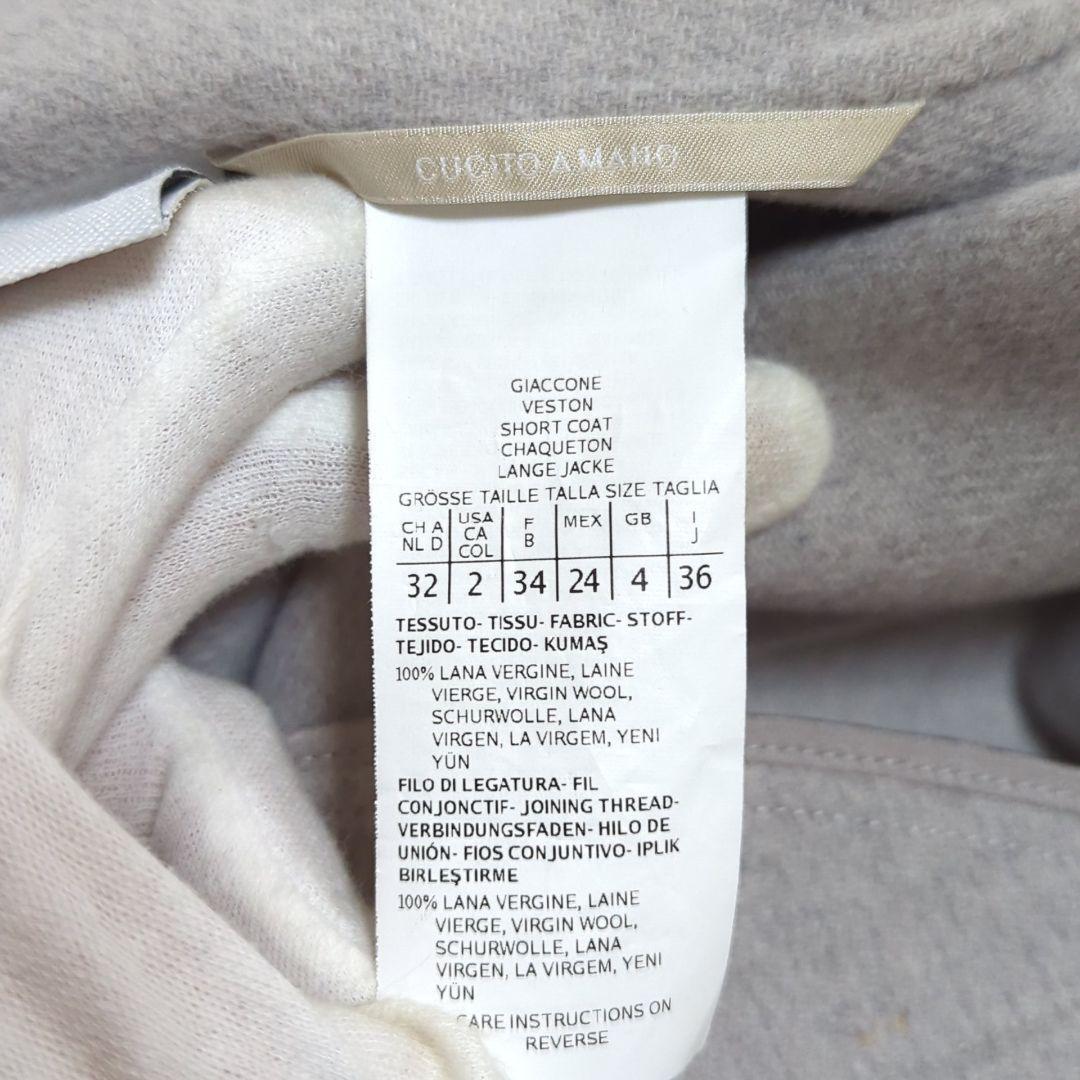 CUCITO A MANO
GIACCONE
VESTON
SHORT COAT
CHAQUETON
LANGE JACKE
GRÖSSE TAILLE TALLA SIZE TAGLIA
CH A NL D USA CA COL F B MEX GB I J
32 2 34 24 4 36
TESSUTO- TISSU- FABRIC- STOFF-
TEJIDO- TECIDO- KUMAŞ
100% LANA VERGINE, LAINE
VIERGE, VIRGIN WOOL,
SCHURWOLLE, LANA
VIRGEN, LA VIRGEM, YENI
YÜN
FILO DI LEGATURA- FIL
CONJONCTIF- JOINING THREAD-
VERBINDUNGSFADEN- HILO DE
UNIÓN- FIOS CONJUNTIVO- IPLIK
BIRLEŞTIRME
100% LANA VERGINE, LAINE
VIERGE, VIRGIN WOOL,
SCHURWOLLE, LANA
VIRGEN, LA VIRGEM, YENI
YÜN
CARE INSTRUCTIONS ON
REVERSE